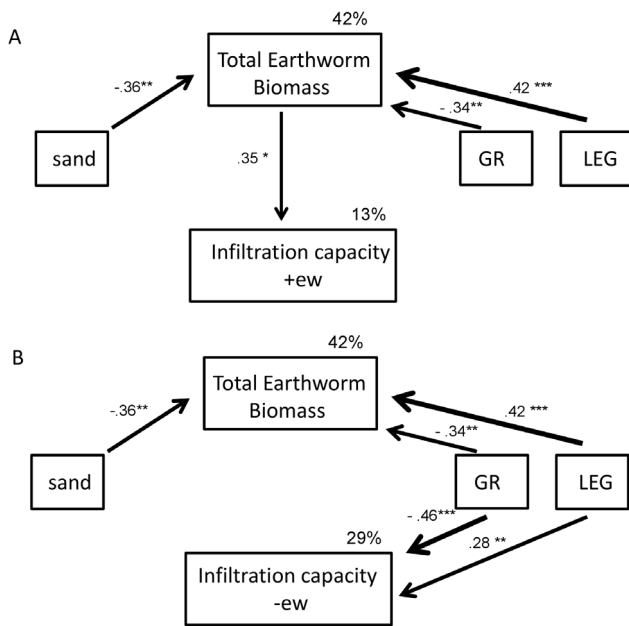 A
42%
Total Earthworm
Biomass
-.36**
.42 ***
- .34**
sand
GR
LEG
.35 *
13%
Infiltration capacity
+ew
B
42%
Total Earthworm
Biomass
-.36**
.42 ***
- .34**
sand
GR
LEG
- .46***
.28 **
29%
Infiltration capacity
-ew